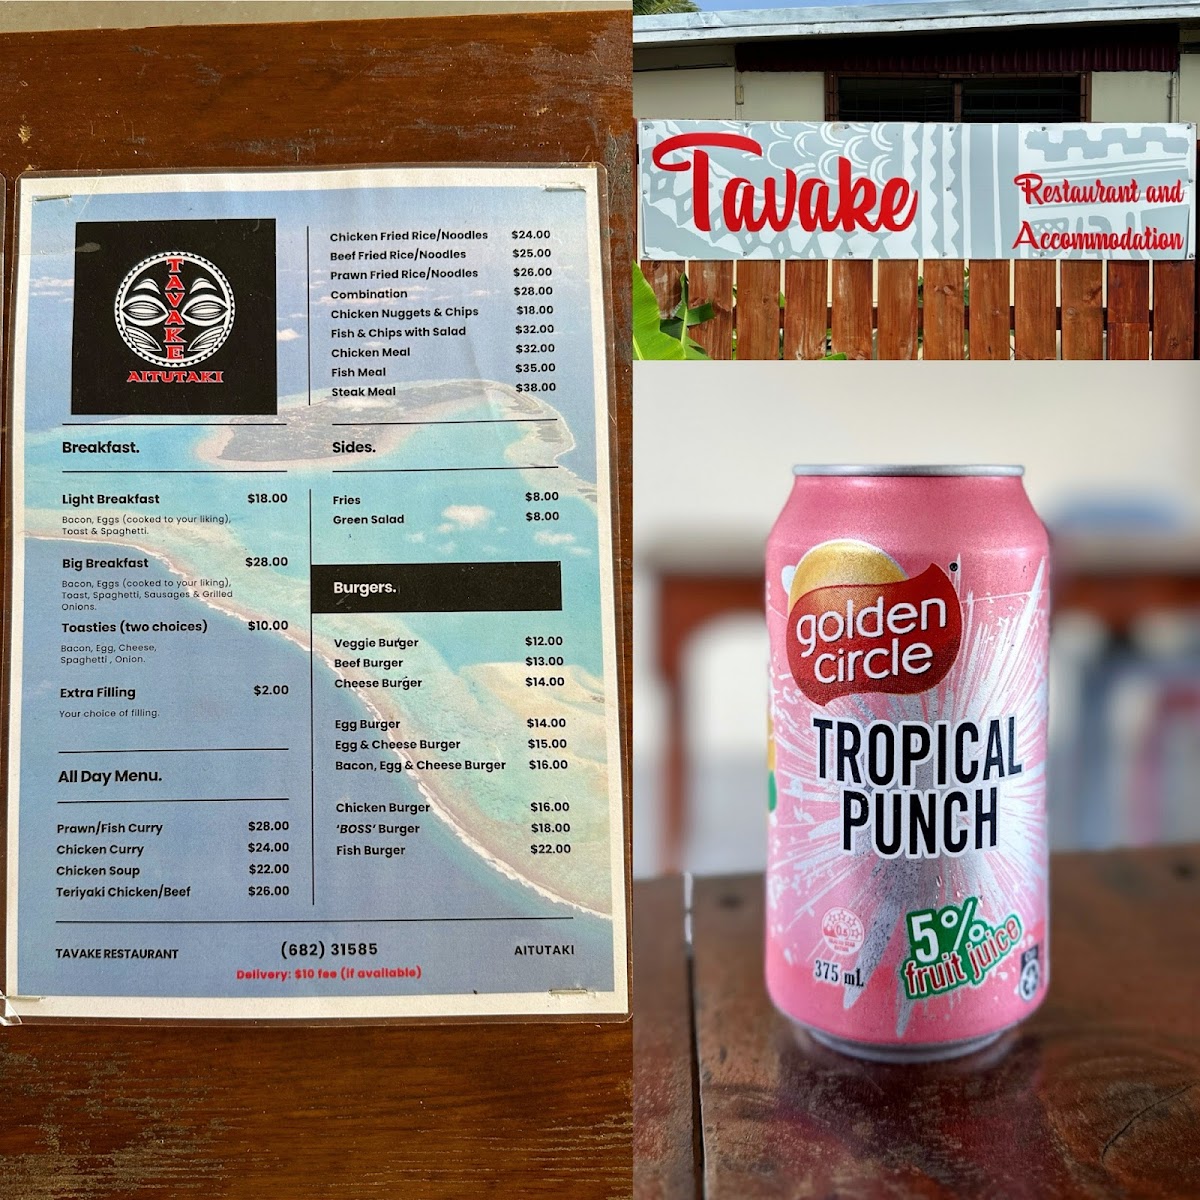 TAVAKE
AITUTAKI
Chicken Fried Rice/Noodles $24.00
Beef Fried Rice/Noodles $25.00
Prawn Fried Rice/Noodles $26.00
Combination $28.00
Chicken Nuggets & Chips $18.00
Fish & Chips with Salad $32.00
Chicken Meal $32.00
Fish Meal $35.00
Steak Meal $38.00
Breakfast.
Light Breakfast $18.00
Bacon, Eggs (cooked to your liking),
Toast & Spaghetti.
Big Breakfast $28.00
Bacon, Eggs (cooked to your liking),
Toast, Spaghetti, Sausages & Grilled
Onions.
Toasties (two choices) $10.00
Bacon, Egg, Cheese,
Spaghetti , Onion.
Extra Filling $2.00
Your choice of filling.
All Day Menu.
Prawn/Fish Curry $28.00
Chicken Curry $24.00
Chicken Soup $22.00
Teriyaki Chicken/Beef $26.00
Sides.
Fries $8.00
Green Salad $8.00
Burgers.
Veggie Burger $12.00
Beef Burger $13.00
Cheese Burger $14.00
Egg Burger $14.00
Egg & Cheese Burger $15.00
Bacon, Egg & Cheese Burger $16.00
Chicken Burger $16.00
'BOSS' Burger $18.00
Fish Burger $22.00
TAVAKE RESTAURANT (682) 31585 AITUTAKI
Delivery: $10 fee (if available)
Tavake
Restaurant and
Accommodation
golden
circle
TROPICAL
PUNCH
5%
fruit juice
375 mL